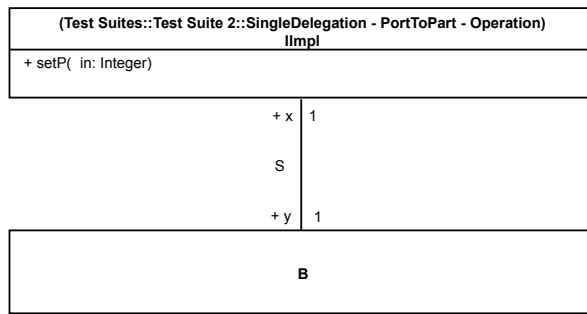 (Test Suites::Test Suite 2::SingleDelegation - PortToPart - Operation)
IImpl
+ setP(  in: Integer)
+ x 1
S
+ y 1
B